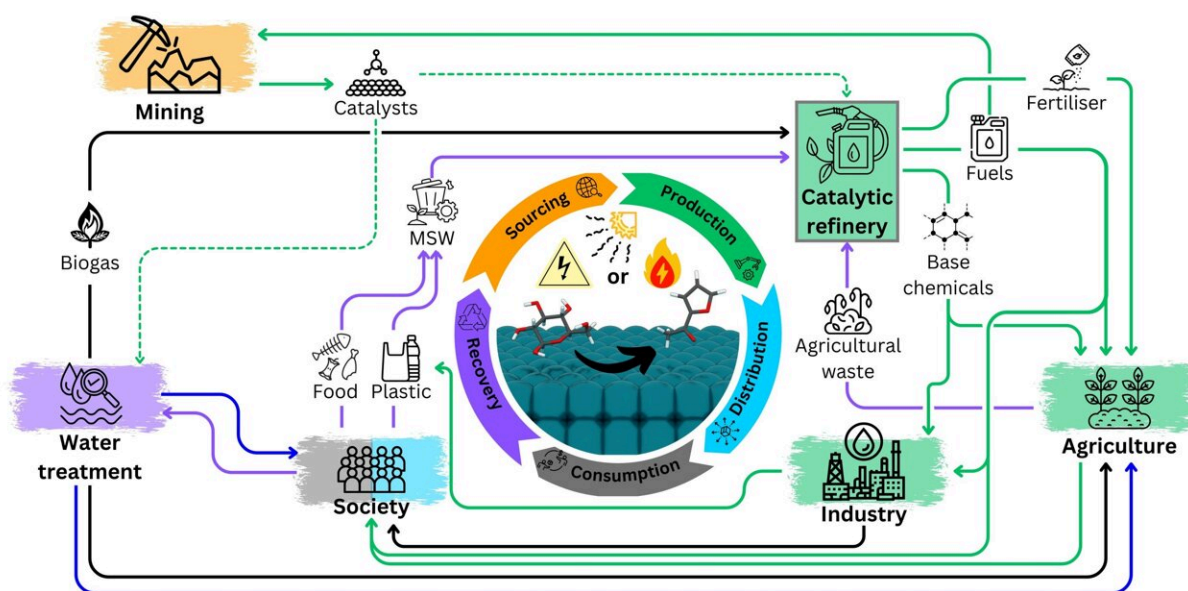 Mining
Catalysts
Fertiliser
Fuels
Catalytic
refinery
Biogas
MSW
Sourcing
Production
or
Base
chemicals
Distribution
Recovery
Agricultural
waste
Food
Plastic
Water
treatment
Consumption
Society
Industry
Agriculture